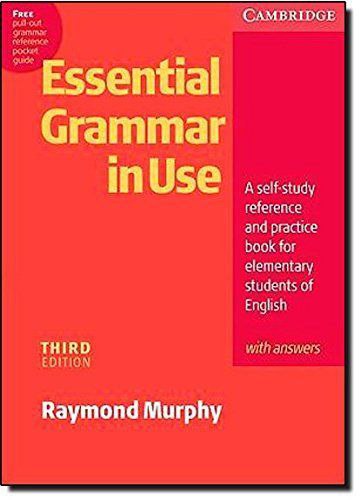 FREE
pull-out
grammar
reference
pocket
guide
CAMBRIDGE
Essential
Grammar
in Use
A self-study
reference
and practice
book for
elementary
students of
English
with answers
THIRD
EDITION
Raymond Murphy